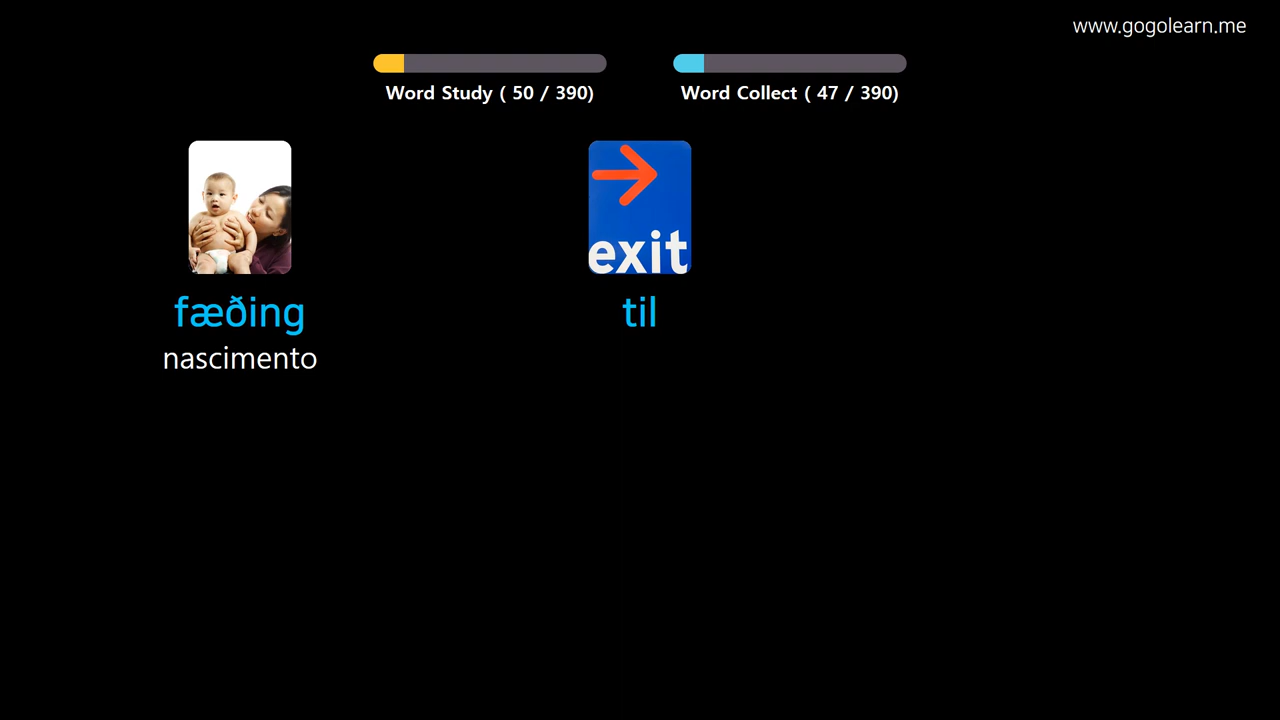 www.gogolearn.me
Word Study ( 50 / 390)
Word Collect ( 47 / 390)
exit
fæðing
til
nascimento